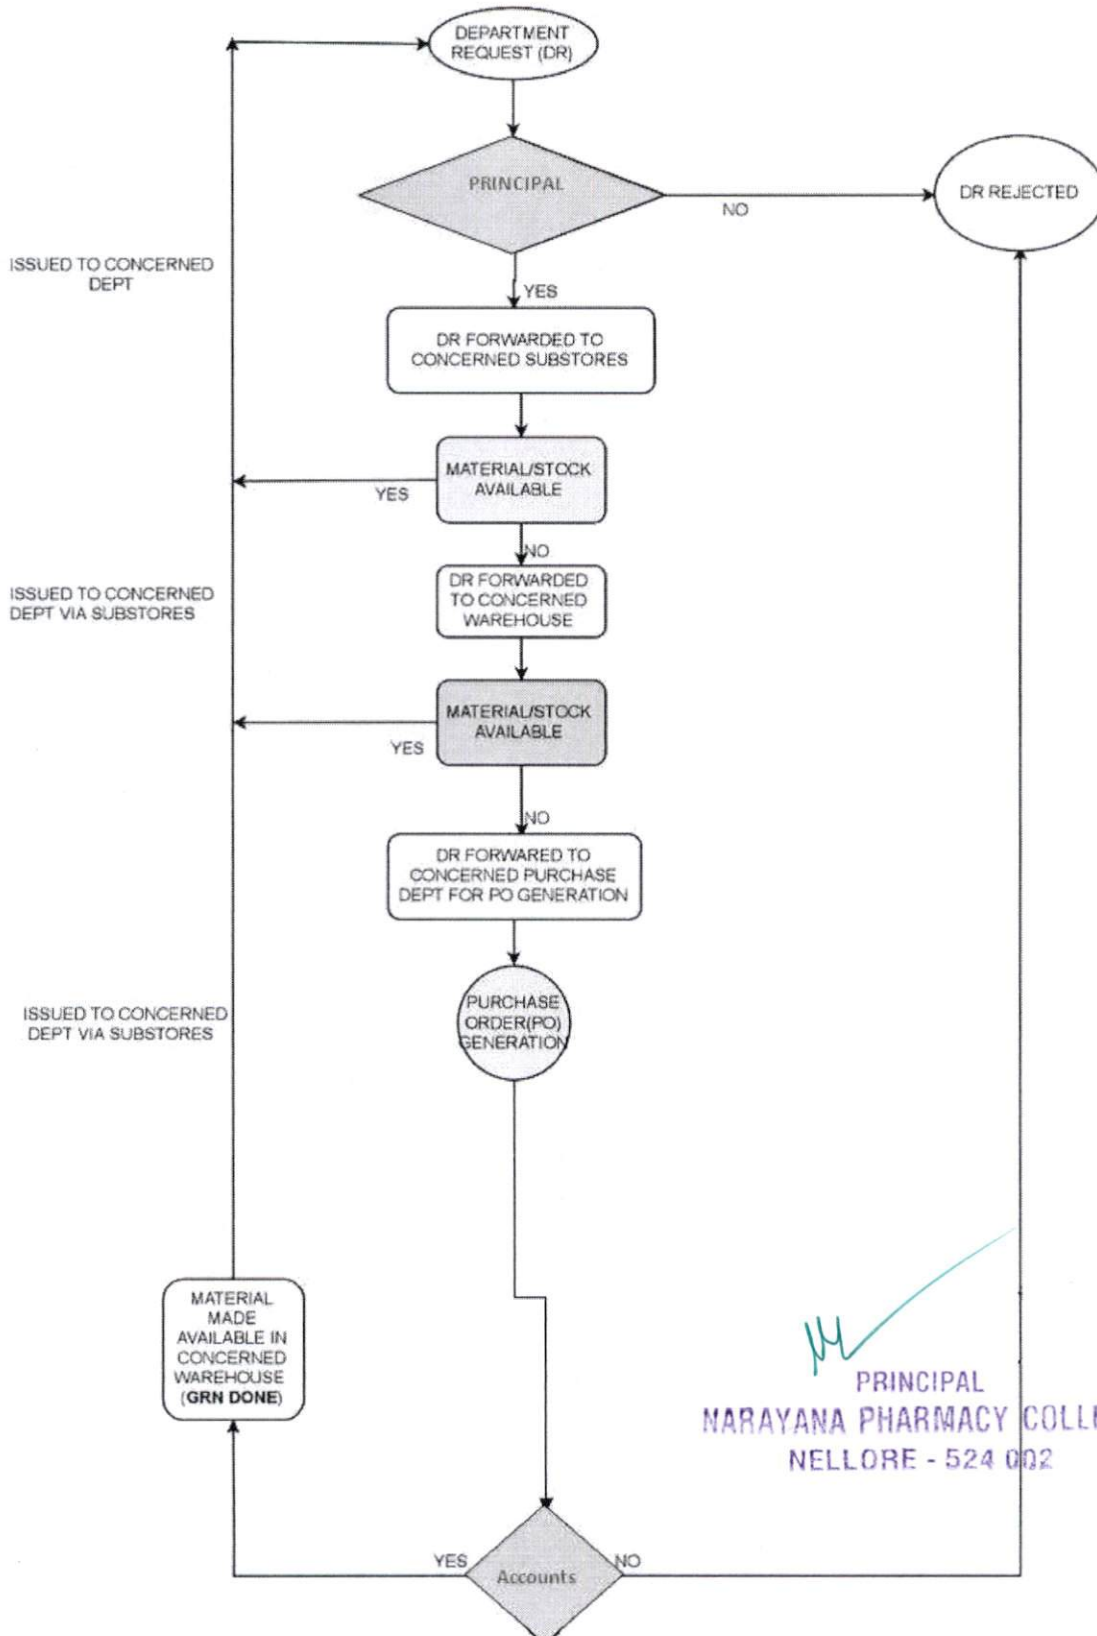 DEPARTMENT
REQUEST (DR)
PRINCIPAL
NO
DR REJECTED
YES
ISSUED TO CONCERNED
DEPT
DR FORWARDED TO
CONCERNED SUBSTORES
MATERIAL/STOCK
AVAILABLE
YES
NO
DR FORWARDED
TO CONCERNED
WAREHOUSE
ISSUED TO CONCERNED
DEPT VIA SUBSTORES
MATERIAL/STOCK
AVAILABLE
YES
NO
DR FORWARED TO
CONCERNED PURCHASE
DEPT FOR PO GENERATION
PURCHASE
ORDER(PO)
GENERATION
ISSUED TO CONCERNED
DEPT VIA SUBSTORES
MATERIAL
MADE
AVAILABLE IN
CONCERNED
WAREHOUSE
(GRN DONE)
PRINCIPAL
NARAYANA PHARMACY COLL
NELLORE - 524 002
YES
Accounts
NO